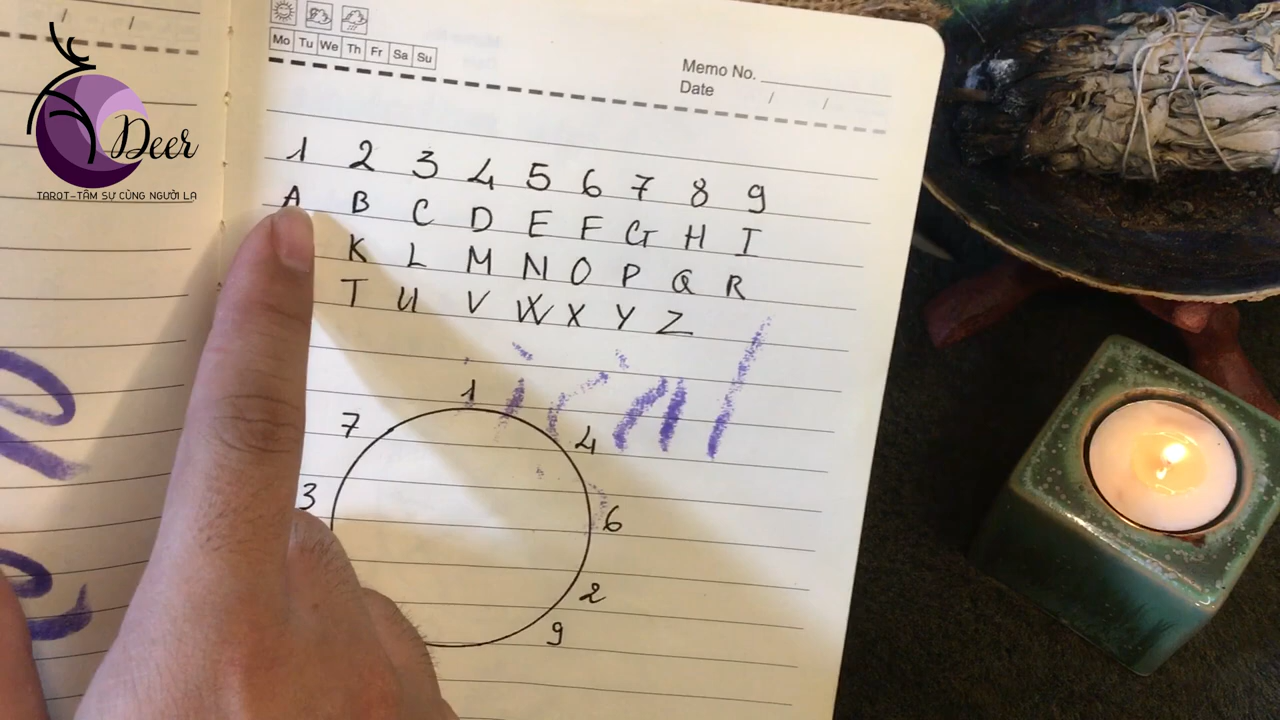 Deer
TAROT-TÂM SỰ CÙNG NGƯỜI LẠ
Mo Tu We Th Fr Sa Su
Memo No.
Date / /
1 2 3 4 5 6 7 8 9
A B C D E F G H I
K L M N O P Q R
T U V W X Y Z
1
7
4
3
6
2
9